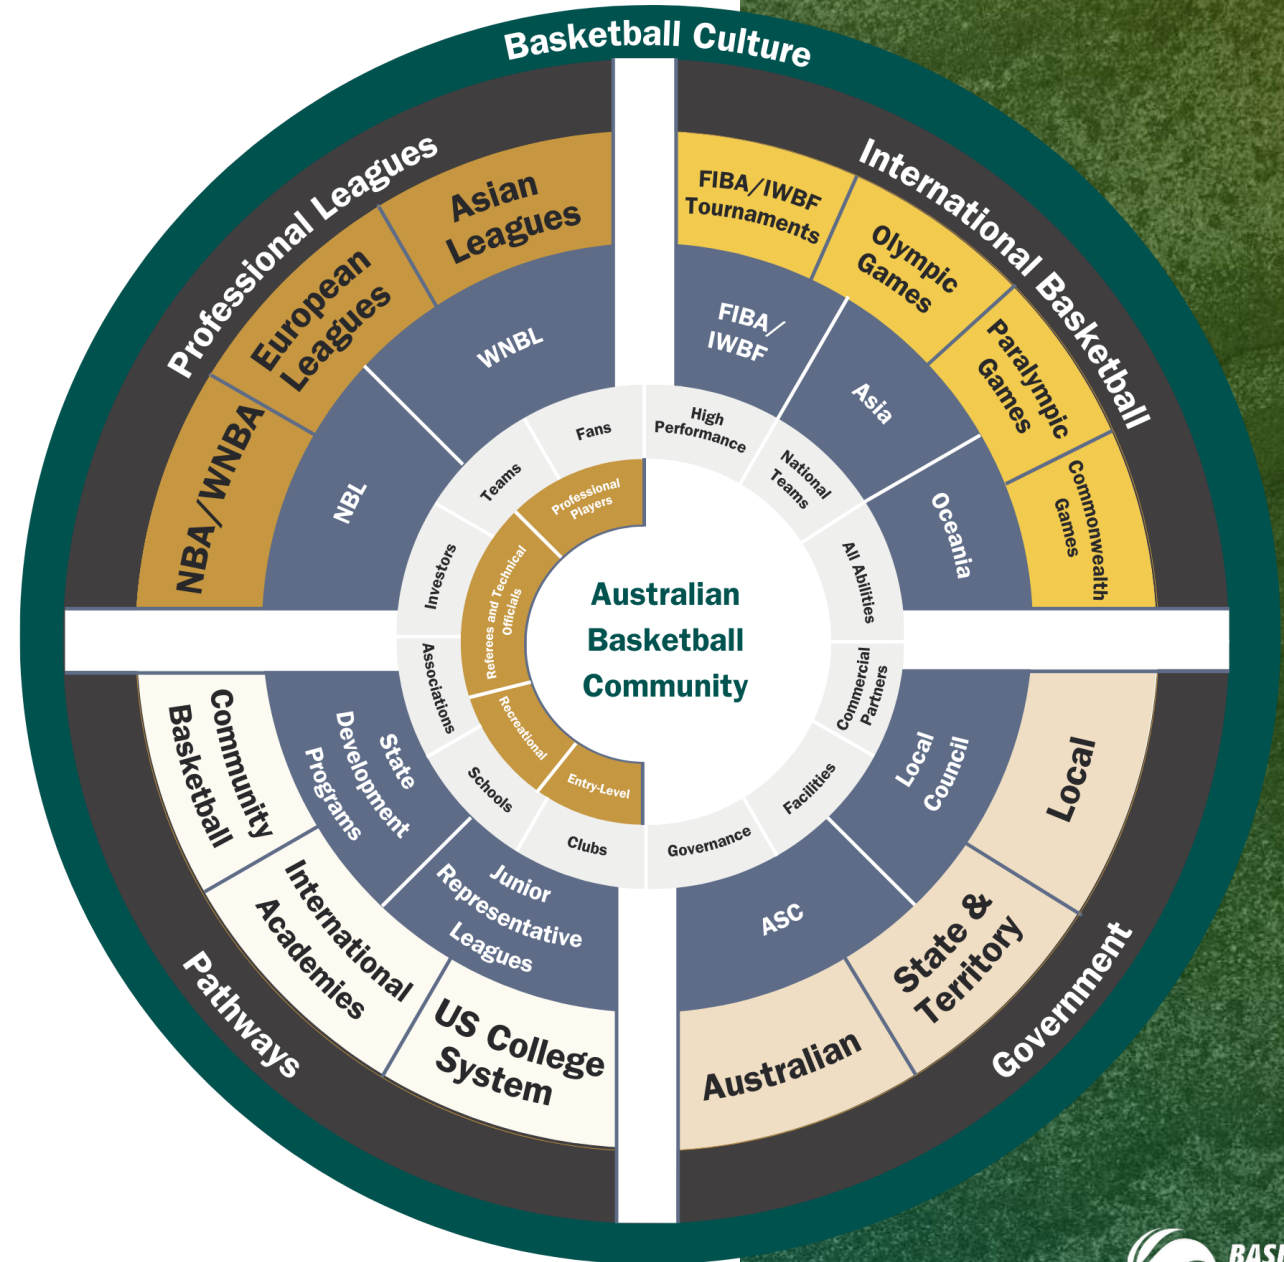 Basketball Culture
Professional Leagues
International Basketball
Asian
Leagues
European
Leagues
NBA/WNBA
WNBL
NBL
FIBA/IWBF
Tournaments
Olympic
Games
Paralympic
Games
Commonwealth
Games
FIBA/
IWBF
Asia
Oceania
Fans
Teams
Investors
Associations
Schools
Clubs
High
Performance
National
Teams
All Abilities
Commercial
Partners
Facilities
Governance
Professional
Players
Referees and Technical
Officials
Recreational
Entry-Level
Australian
Basketball
Community
State
Development
Programs
Junior
Representative
Leagues
Community
Basketball
International
Academies
US College
System
Pathways
Local
Council
ASC
Local
State &
Territory
Australian
Government